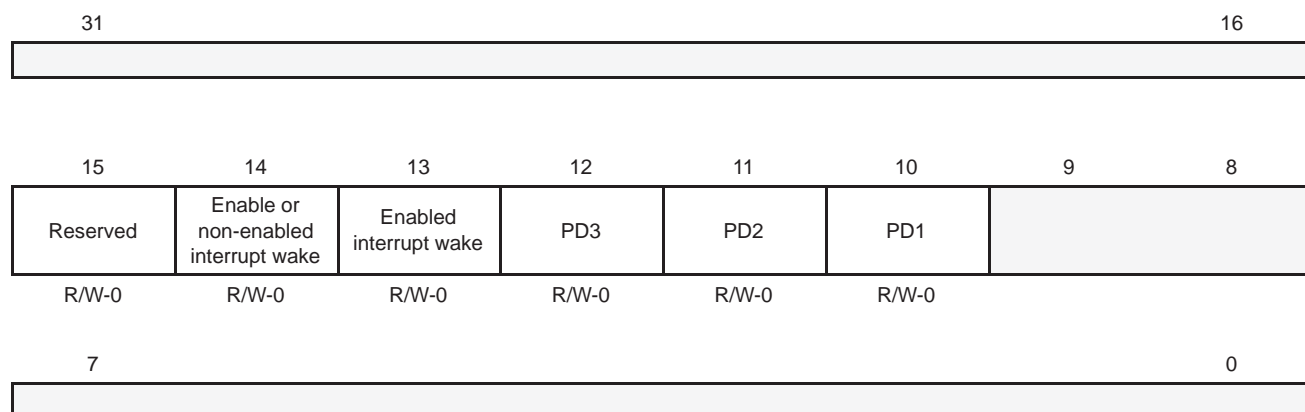 31 16
15 14 13 12 11 10 9 8
Reserved
Enable or
non-enabled
interrupt wake
Enabled
interrupt wake
PD3
PD2
PD1
R/W-0 R/W-0 R/W-0 R/W-0 R/W-0 R/W-0
7 0